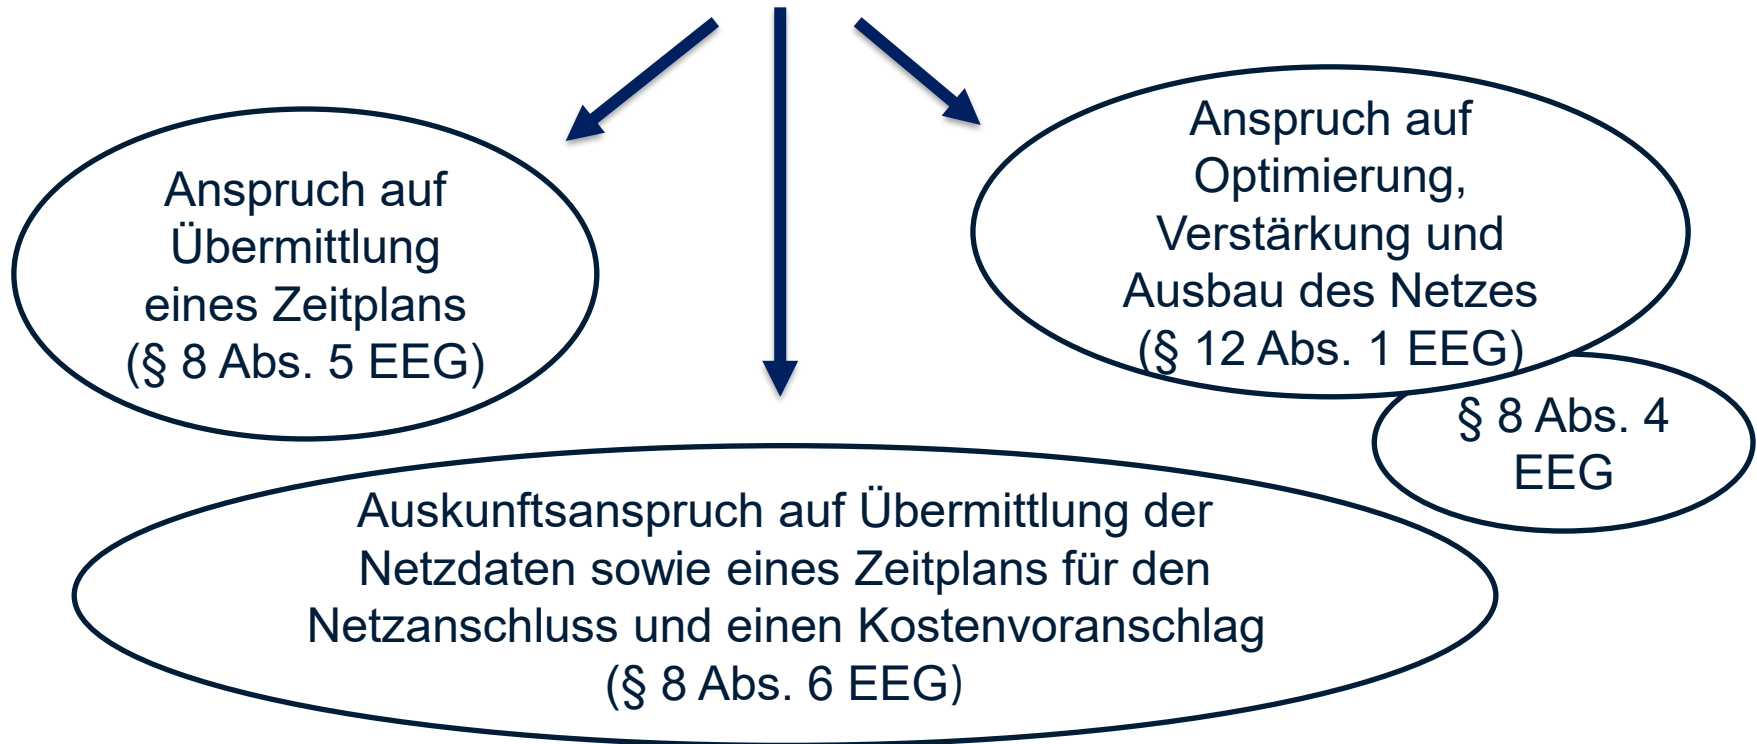 Anspruch auf
Übermittlung
eines Zeitplans
(§ 8 Abs. 5 EEG)
Anspruch auf
Optimierung,
Verstärkung und
Ausbau des Netzes
(§ 12 Abs. 1 EEG)
§ 8 Abs. 4
EEG
Auskunftsanspruch auf Übermittlung der
Netzdaten sowie eines Zeitplans für den
Netzanschluss und einen Kostenvoranschlag
(§ 8 Abs. 6 EEG)